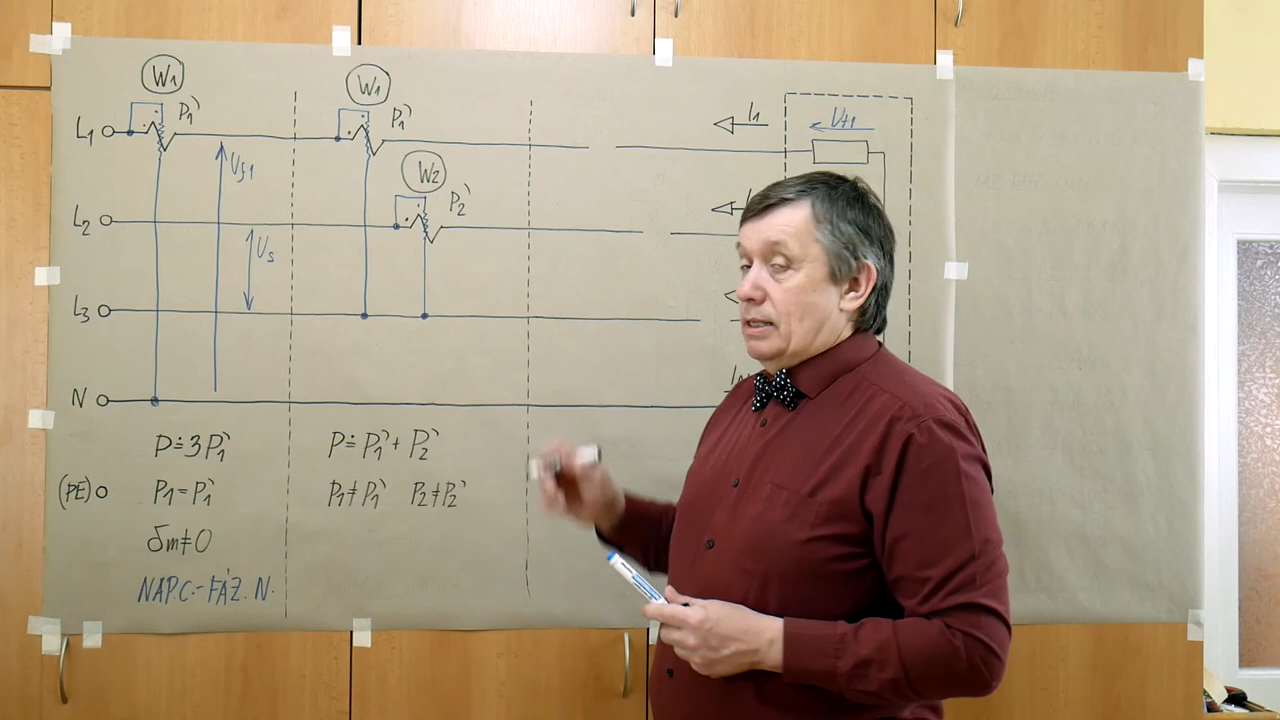 W1
W1
P1`
P1`
L1
I1
Uf1
Uf1
W2
P2`
L2
Us
L3
N
P≐3P1`
P≐P1`+P2`
(PE)
P1=P1`
P1≠P1` P2≠P2`
δm≠0
NAPC.-FÁZ. N.